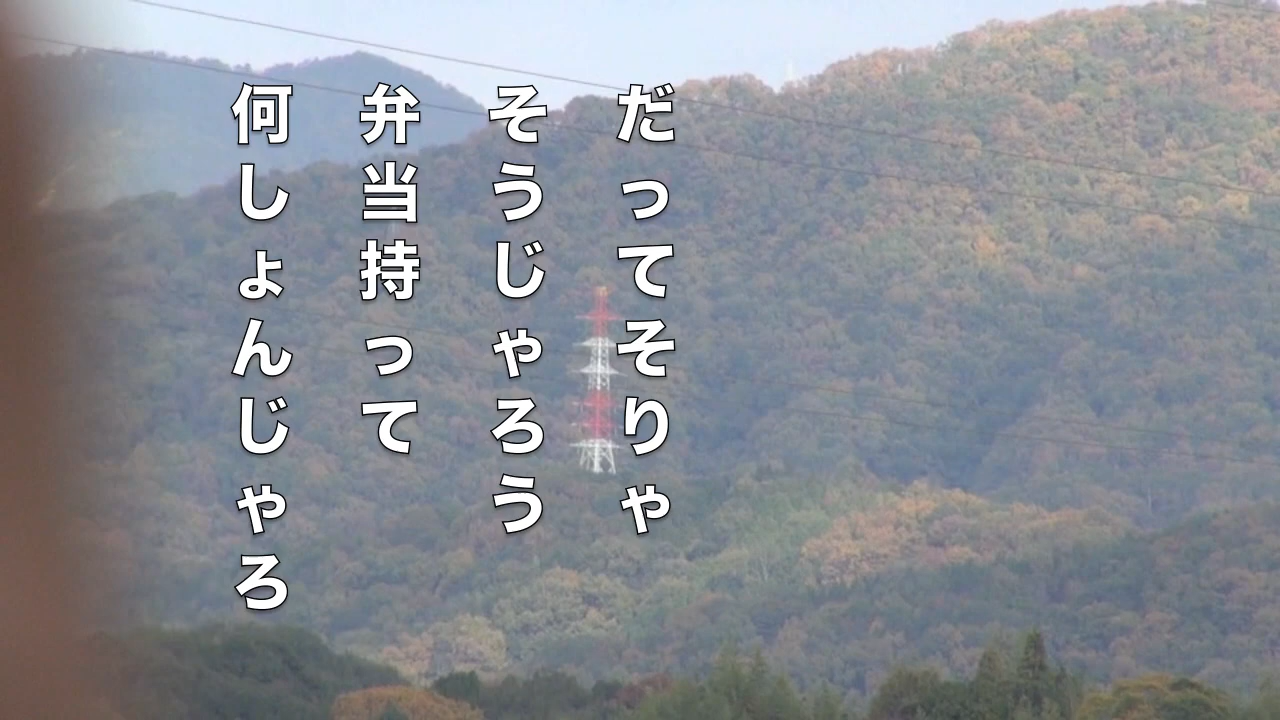 だってそりゃ
そうじゃろう
弁当持って
何しょんじゃろ